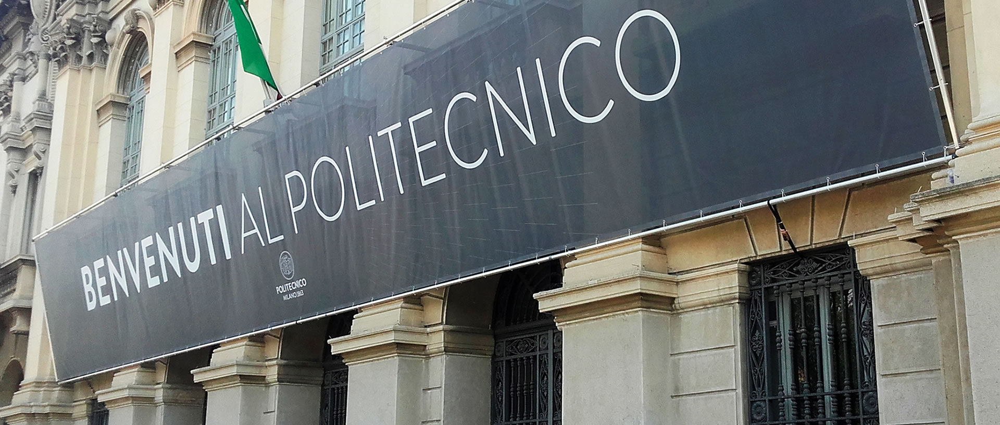 BENVENUTI AL POLITECNICO
POLITECNICO
MILANO 1863